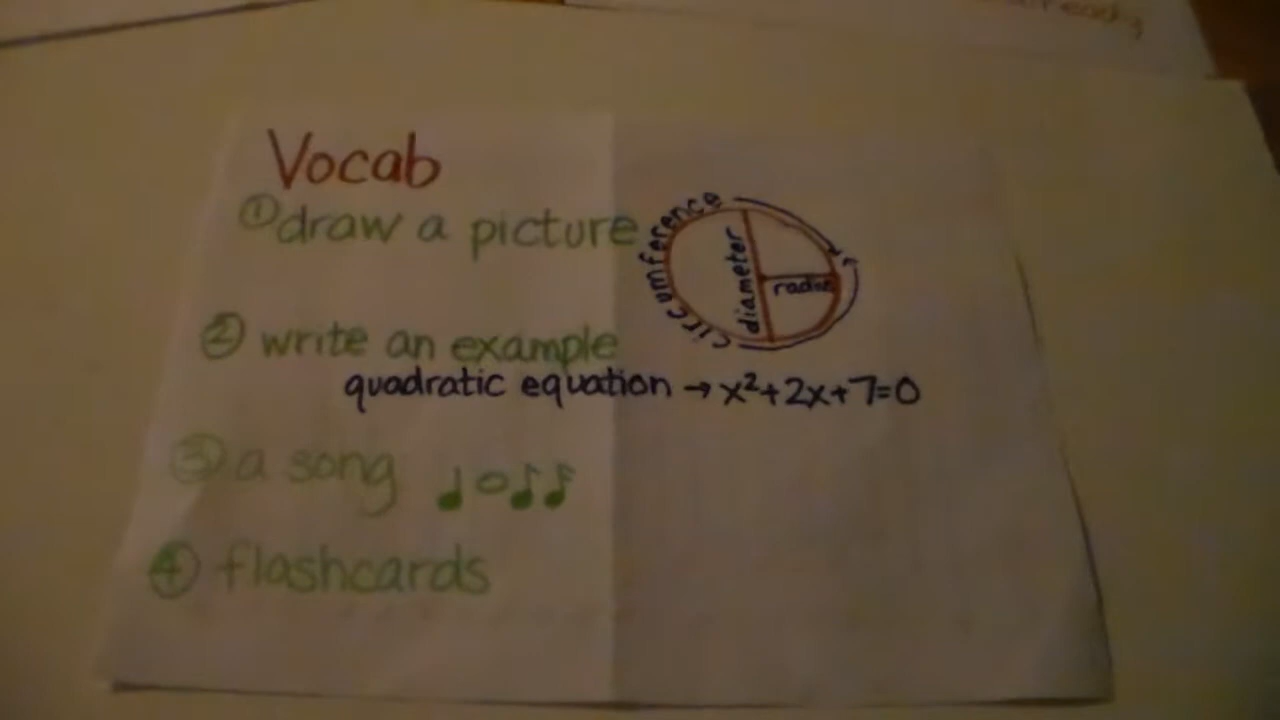 Vocab
① draw a picture
circumference
diameter
radius
② write an example
quadratic equation → x²+2x+7=0
③ a song
④ flashcards